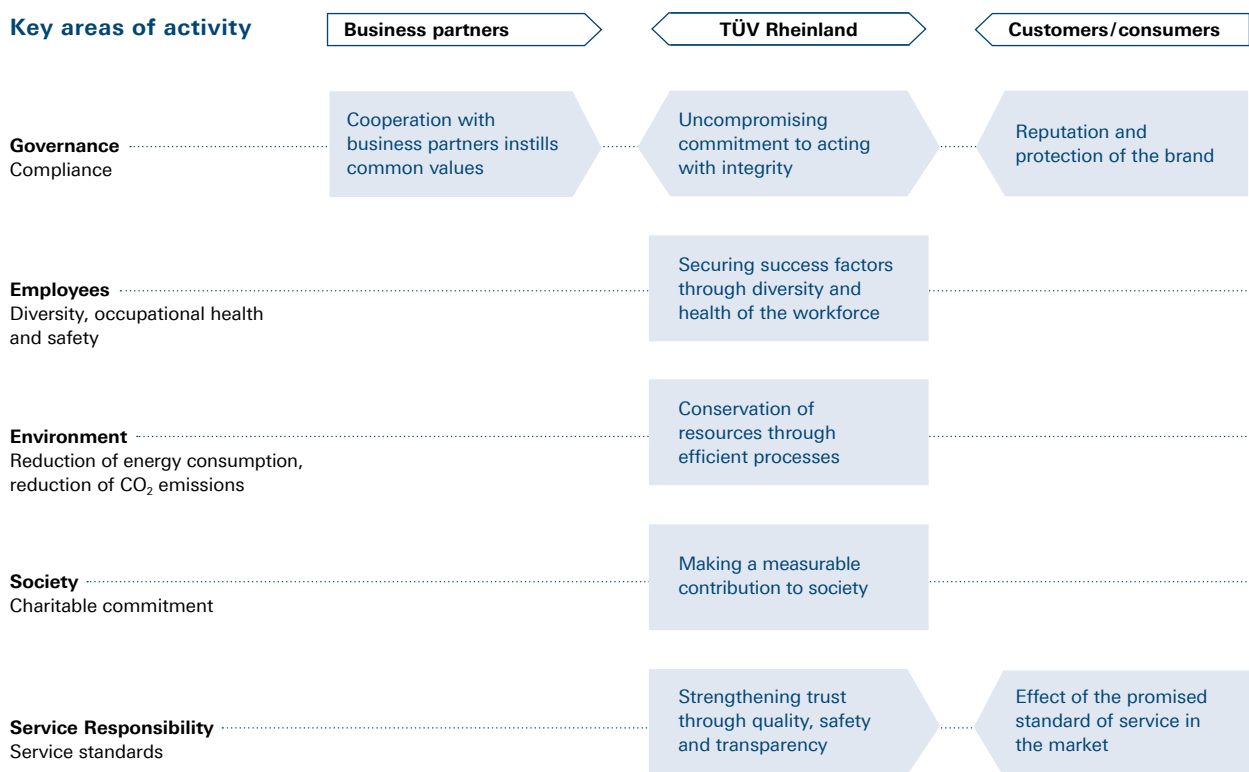 Key areas of activity
Business partners
TÜV Rheinland
Customers/consumers
Governance
Compliance
Cooperation with
business partners instills
common values
Uncompromising
commitment to acting
with integrity
Reputation and
protection of the brand
Employees
Diversity, occupational health
and safety
Securing success factors
through diversity and
health of the workforce
Environment
Reduction of energy consumption,
reduction of CO₂ emissions
Conservation of
resources through
efficient processes
Society
Charitable commitment
Making a measurable
contribution to society
Service Responsibility
Service standards
Strengthening trust
through quality, safety
and transparency
Effect of the promised
standard of service in
the market